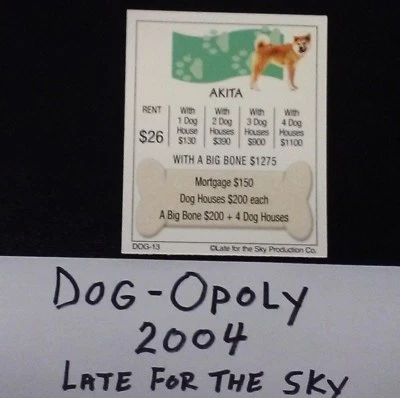 AKITA
RENT
$26
With
1 Dog
House
$130
With
2 Dog
Houses
$390
With
3 Dog
Houses
$900
With
4 Dog
Houses
$1100
WITH A BIG BONE $1275
Mortgage $150
Dog Houses $200 each
A Big Bone $200 + 4 Dog Houses
DOG-13
©Late for the Sky Production Co.
DOG-OPOLY
2004
LATE FOR THE SKY